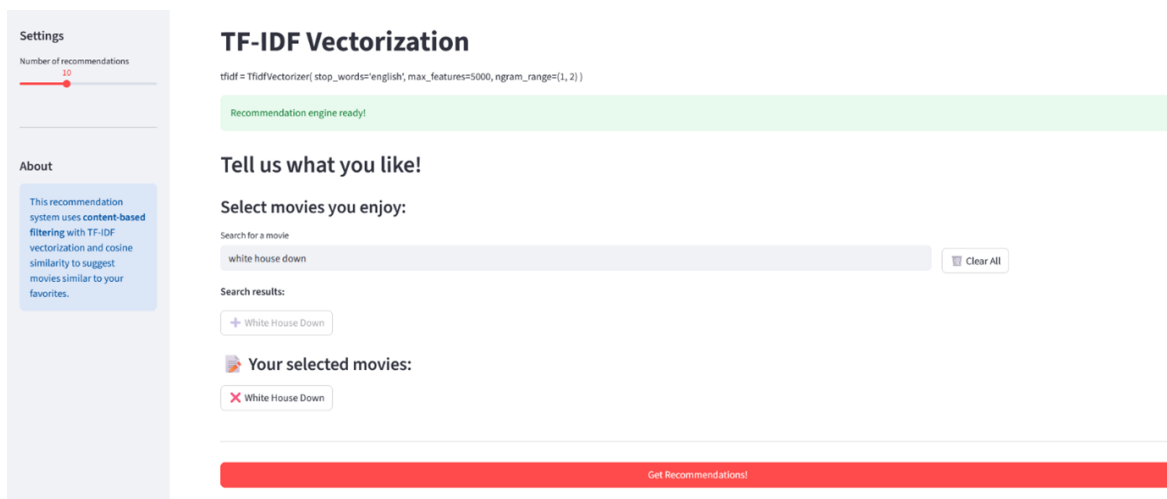 Settings
Number of recommendations
10
About
This recommendation
system uses content-based
filtering with TF-IDF
vectorization and cosine
similarity to suggest
movies similar to your
favorites.
TF-IDF Vectorization
tfidf = TfidfVectorizer( stop_words='english', max_features=5000, ngram_range=(1, 2) )
Recommendation engine ready!
Tell us what you like!
Select movies you enjoy:
Search for a movie
white house down
Clear All
Search results:
White House Down
Your selected movies:
White House Down
Get Recommendations!